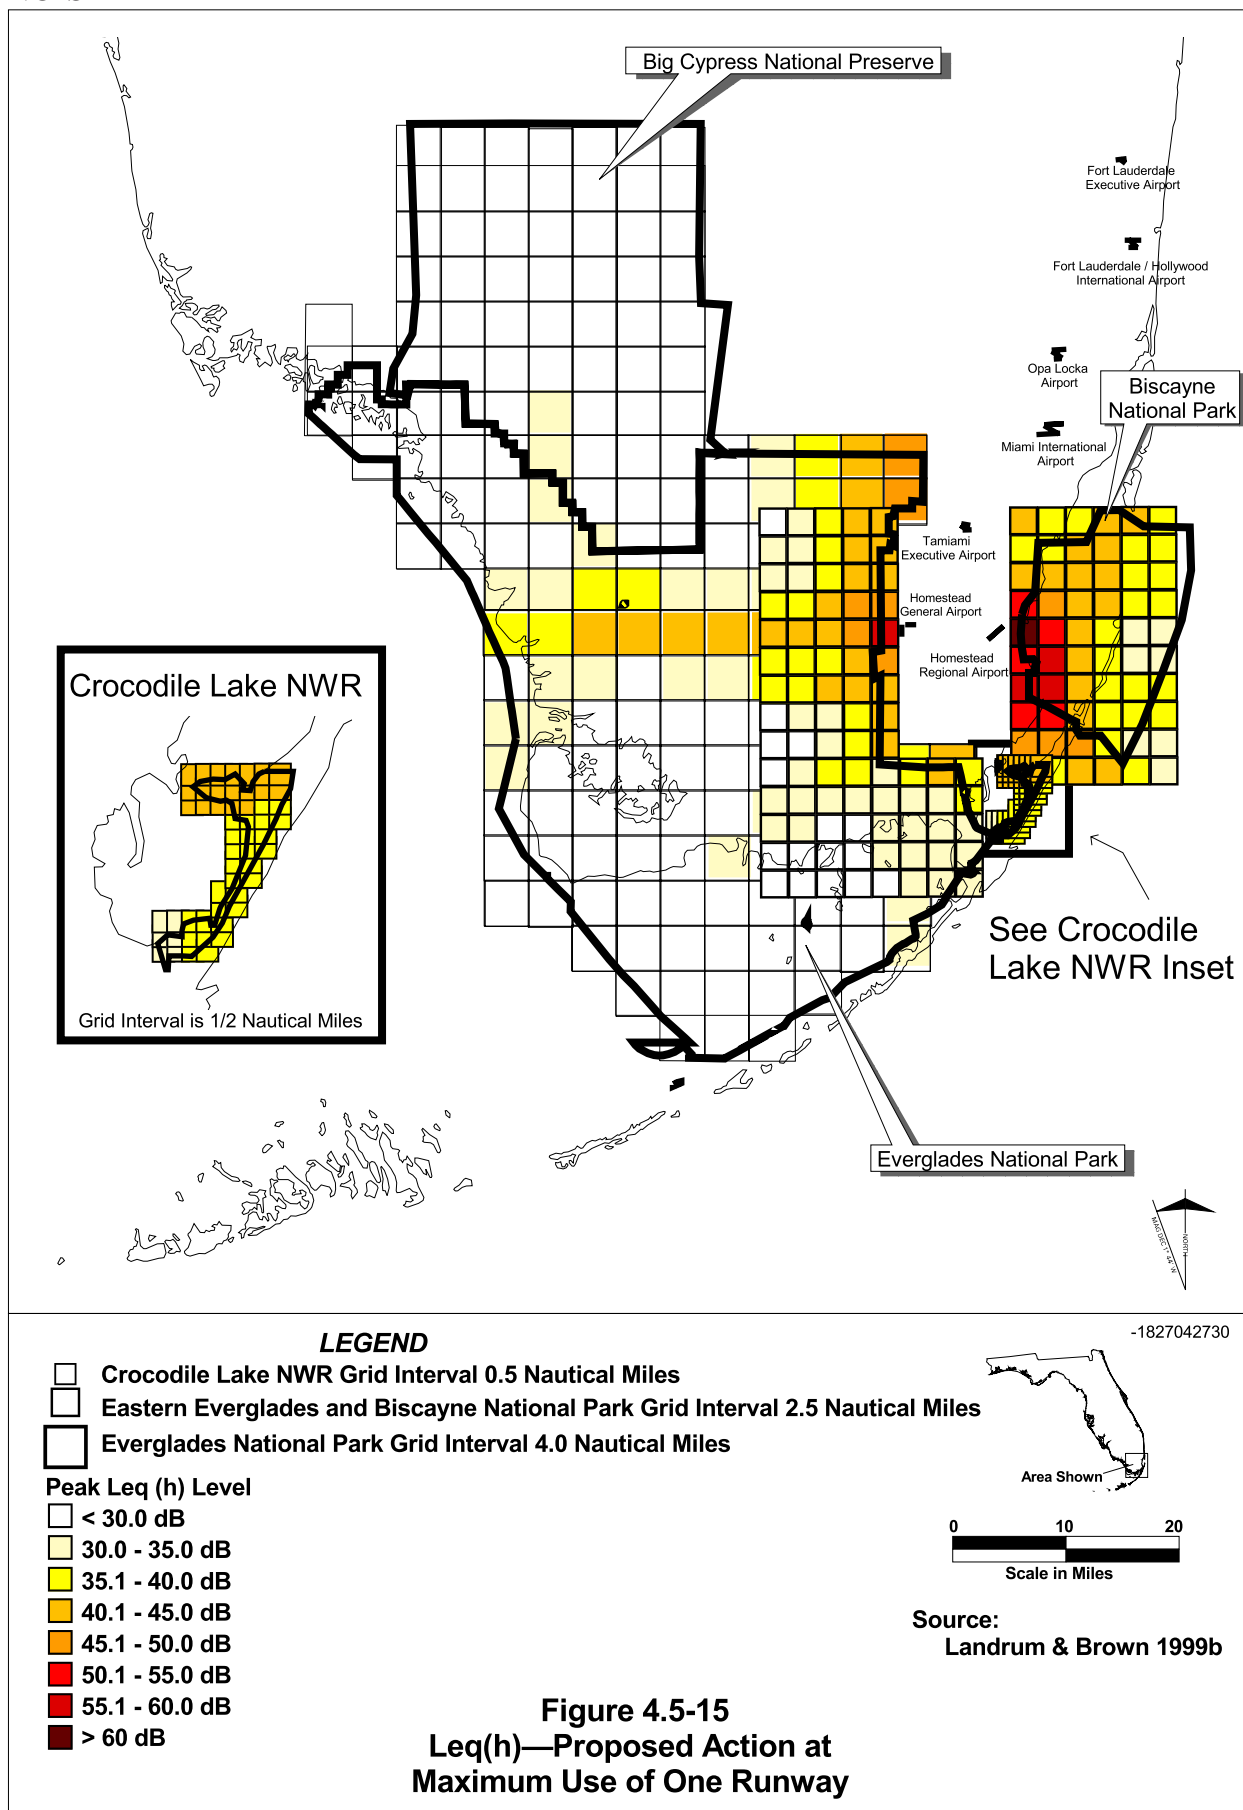 Big Cypress National Preserve
Fort Lauderdale
Executive Airport
Fort Lauderdale / Hollywood
International Airport
Opa Locka
Airport
Biscayne
National Park
Miami International
Airport
Tamiami
Executive Airport
Homestead
General Airport
Homestead
Regional Airport
Crocodile Lake NWR
Grid Interval is 1/2 Nautical Miles
See Crocodile
Lake NWR Inset
Everglades National Park
MAG DEC 1° 44' W
NORTH
LEGEND
-1827042730
Crocodile Lake NWR Grid Interval 0.5 Nautical Miles
Eastern Everglades and Biscayne National Park Grid Interval 2.5 Nautical Miles
Everglades National Park Grid Interval 4.0 Nautical Miles
Peak Leq (h) Level
< 30.0 dB
30.0 - 35.0 dB
35.1 - 40.0 dB
40.1 - 45.0 dB
45.1 - 50.0 dB
50.1 - 55.0 dB
55.1 - 60.0 dB
> 60 dB
Area Shown
0 10 20
Scale in Miles
Source:
Landrum & Brown 1999b
Figure 4.5-15
Leq(h)—Proposed Action at
Maximum Use of One Runway